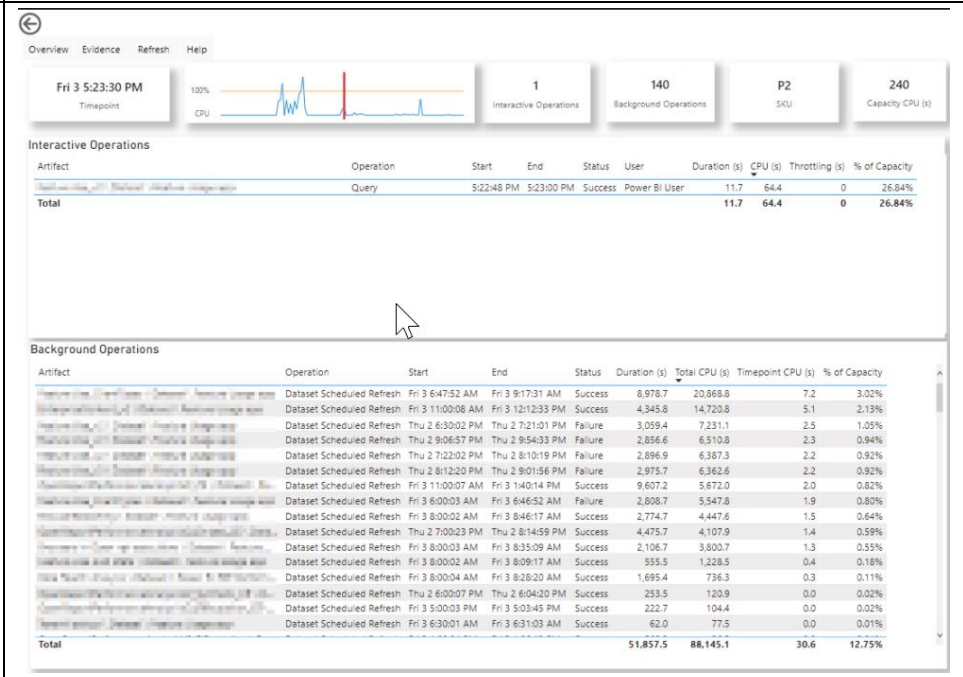 Overview Evidence Refresh Help
Fri 3 5:23:30 PM
Timepoint
100%
CPU
1
Interactive Operations
140
Background Operations
P2
SKU
240
Capacity CPU (s)
Interactive Operations
Artifact Operation Start End Status User Duration (s) CPU (s) Throttling (s) % of Capacity
Query 5:22:48 PM 5:23:00 PM Success Power BI User 11.7 64.4 0 26.84%
Total 11.7 64.4 0 26.84%
Background Operations
Artifact Operation Start End Status Duration (s) Total CPU (s) Timepoint CPU (s) % of Capacity
Dataset Scheduled Refresh Fri 3 6:47:52 AM Fri 3 9:17:31 AM Success 8,978.7 20,868.8 7.2 3.02%
Dataset Scheduled Refresh Fri 3 11:00:08 AM Fri 3 12:12:33 PM Success 4,345.8 14,720.8 5.1 2.13%
Dataset Scheduled Refresh Thu 2 6:30:02 PM Thu 2 7:21:01 PM Failure 3,059.4 7,231.1 2.5 1.05%
Dataset Scheduled Refresh Thu 2 9:06:57 PM Thu 2 9:54:33 PM Failure 2,856.6 6,510.8 2.3 0.94%
Dataset Scheduled Refresh Thu 2 7:22:02 PM Thu 2 8:10:19 PM Failure 2,896.9 6,387.3 2.2 0.92%
Dataset Scheduled Refresh Thu 2 8:12:20 PM Thu 2 9:01:56 PM Failure 2,975.7 6,362.6 2.2 0.92%
Dataset Scheduled Refresh Fri 3 11:00:07 AM Fri 3 1:40:14 PM Success 9,607.2 5,672.0 2.0 0.82%
Dataset Scheduled Refresh Fri 3 6:00:03 AM Fri 3 6:46:52 AM Failure 2,808.7 5,547.8 1.9 0.80%
Dataset Scheduled Refresh Fri 3 8:00:02 AM Fri 3 8:46:17 AM Success 2,774.7 4,447.6 1.5 0.64%
Dataset Scheduled Refresh Thu 2 7:00:23 PM Thu 2 8:14:59 PM Success 4,475.7 4,107.9 1.4 0.59%
Dataset Scheduled Refresh Fri 3 8:00:03 AM Fri 3 8:35:09 AM Success 2,106.7 3,800.7 1.3 0.55%
Dataset Scheduled Refresh Fri 3 8:00:02 AM Fri 3 8:09:17 AM Success 555.5 1,228.5 0.4 0.18%
Dataset Scheduled Refresh Fri 3 8:00:04 AM Fri 3 8:28:20 AM Success 1,695.4 736.3 0.3 0.11%
Dataset Scheduled Refresh Thu 2 6:00:07 PM Thu 2 6:04:20 PM Success 253.5 120.9 0.0 0.02%
Dataset Scheduled Refresh Fri 3 5:00:03 PM Fri 3 5:03:45 PM Success 222.7 104.4 0.0 0.02%
Dataset Scheduled Refresh Fri 3 6:30:01 AM Fri 3 6:31:03 AM Success 62.0 77.5 0.0 0.01%
Total 51,857.5 88,145.1 30.6 12.75%